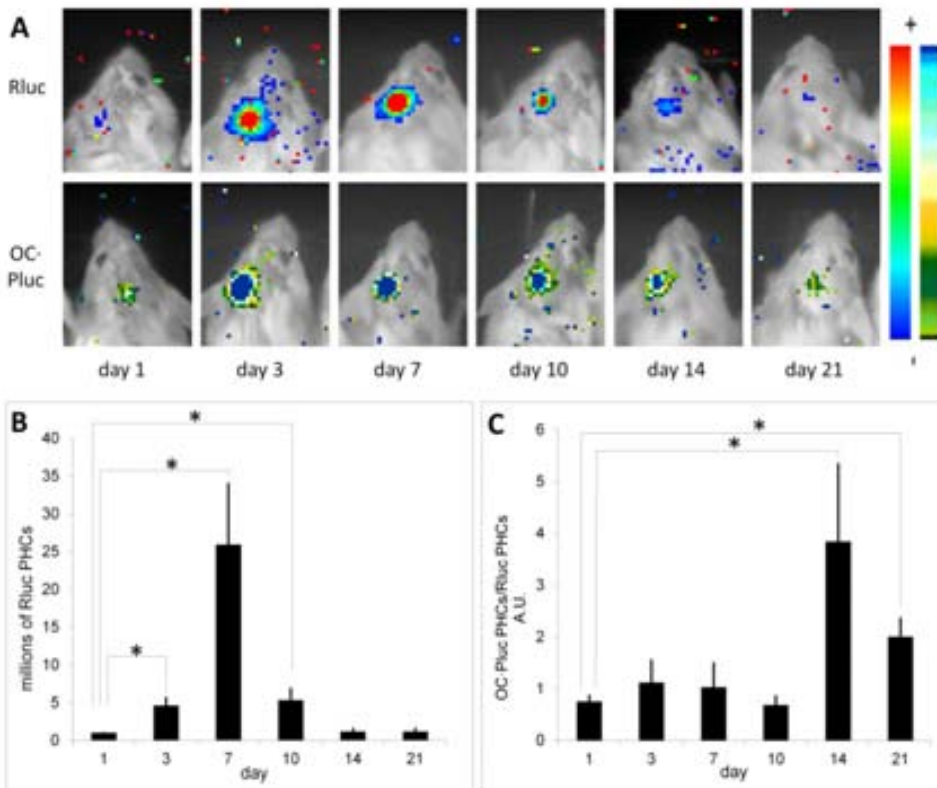 A
Rluc
+
OC-
Pluc
-
day 1 day 3 day 7 day 10 day 14 day 21
B
*
*
*
millions of Rluc PHCs
40
35
30
25
20
15
10
5
0
1 3 7 10 14 21
day
C
*
*
OC-Pluc PHCs/Rluc PHCs
A.U.
6
5
4
3
2
1
0
1 3 7 10 14 21
day